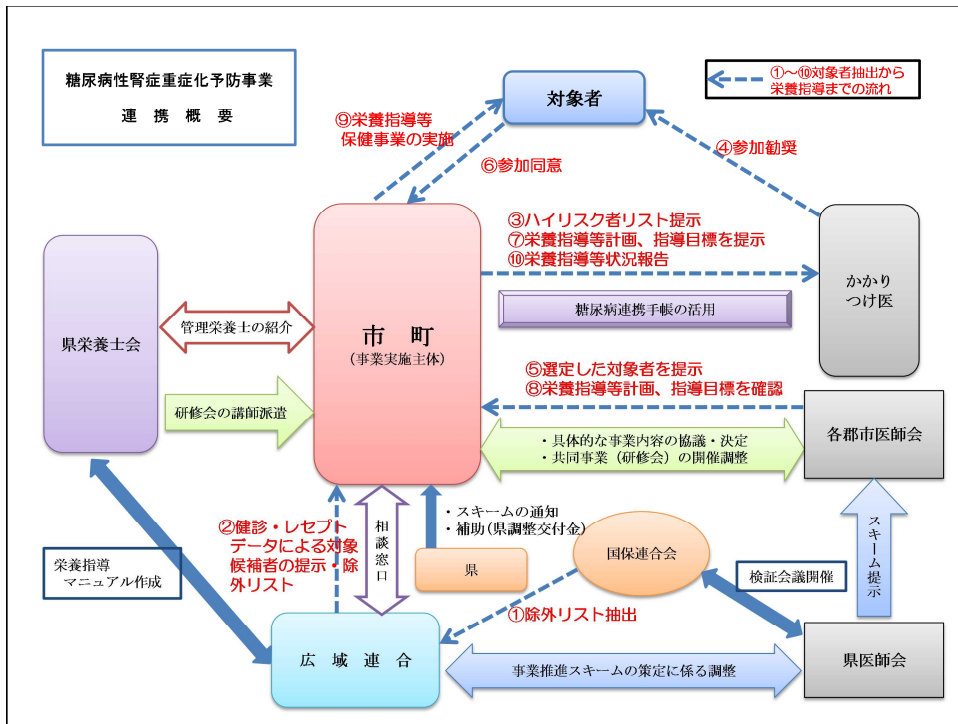 糖尿病性腎症重症化予防事業
連携概要
対象者
①～⑩対象者抽出から
栄養指導までの流れ
⑨栄養指導等
保健事業の実施
⑥参加同意
④参加勧奨
③ハイリスク者リスト提示
⑦栄養指導等計画、指導目標を提示
⑩栄養指導等状況報告
かかり
つけ医
糖尿病連携手帳の活用
県栄養士会
管理栄養士の紹介
市町
(事業実施主体)
⑤選定した対象者を提示
⑧栄養指導等計画、指導目標を確認
研修会の講師派遣
各郡市医師会
・具体的な事業内容の協議・決定
・共同事業（研修会）の開催調整
②健診・レセプト
データによる対象
候補者の提示・除
外リスト
相談窓口
・スキームの通知
・補助(県調整交付金)
県
国保連合会
スキーム提示
栄養指導
マニュアル作成
検証会議開催
①除外リスト抽出
広域連合
事業推進スキームの策定に係る調整
県医師会